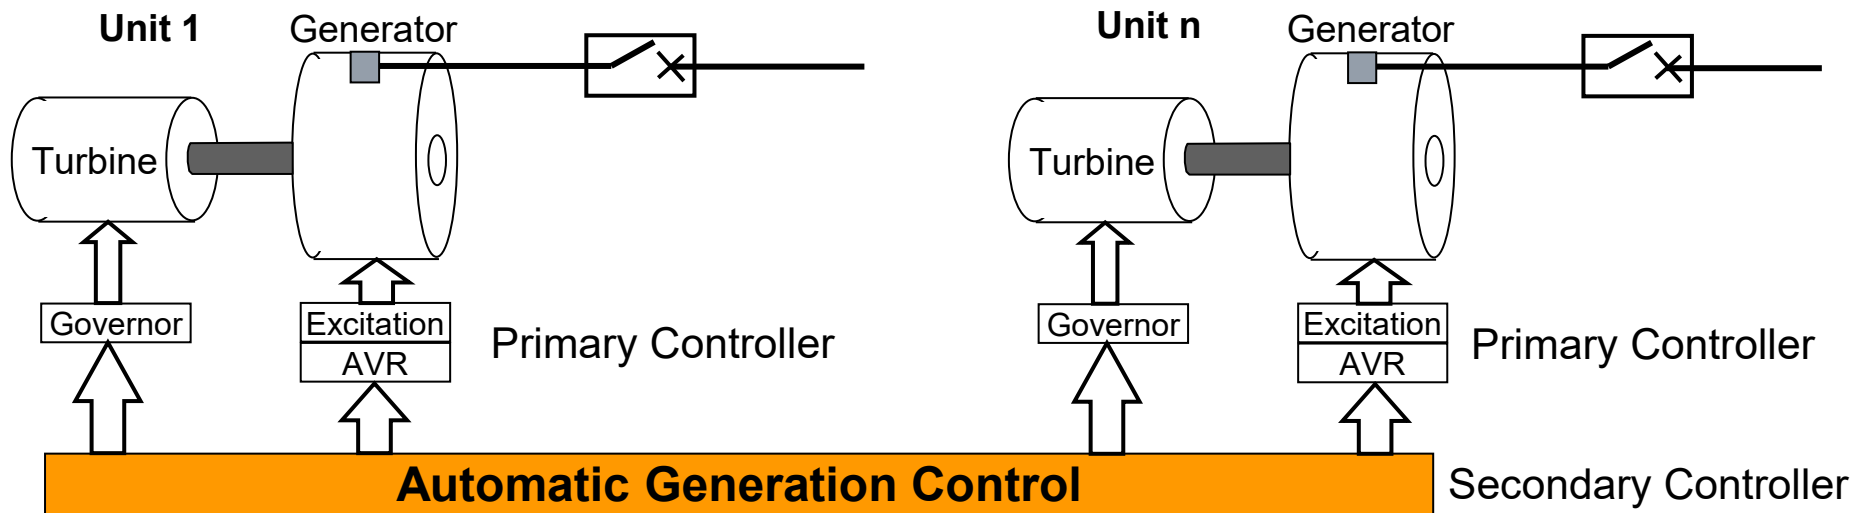 Unit 1
Generator
Turbine
Governor
Excitation
AVR
Primary Controller
Unit n
Generator
Turbine
Governor
Excitation
AVR
Primary Controller
Automatic Generation Control
Secondary Controller